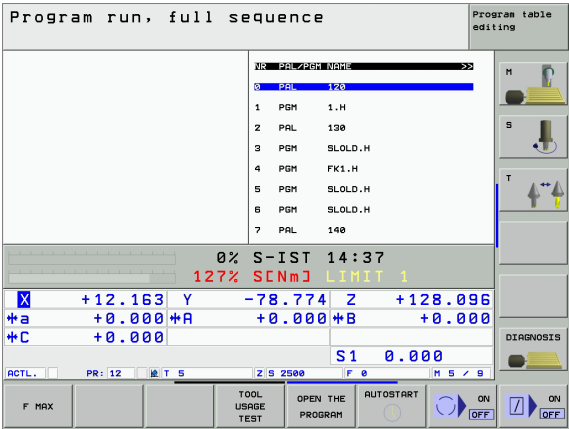 Program run, full sequence
Program table
editing
NR PAL/PGM NAME >>
0 PAL 120
1 PGM 1.H
2 PAL 130
3 PGM SLOLD.H
4 PGM FK1.H
5 PGM SLOLD.H
6 PGM SLOLD.H
7 PAL 140
M
S
T
DIAGNOSIS
0% S-IST 14:37
127% S[Nm] LIMIT 1
X +12.163 Y -78.774 Z +128.096
a +0.000 A +0.000 B +0.000
C +0.000
S1 0.000
ACTL. PR: 12 T 5 Z S 2500 F 0 M 5 / 9
F MAX
TOOL
USAGE
TEST
OPEN THE
PROGRAM
AUTOSTART
ON
OFF
ON
OFF